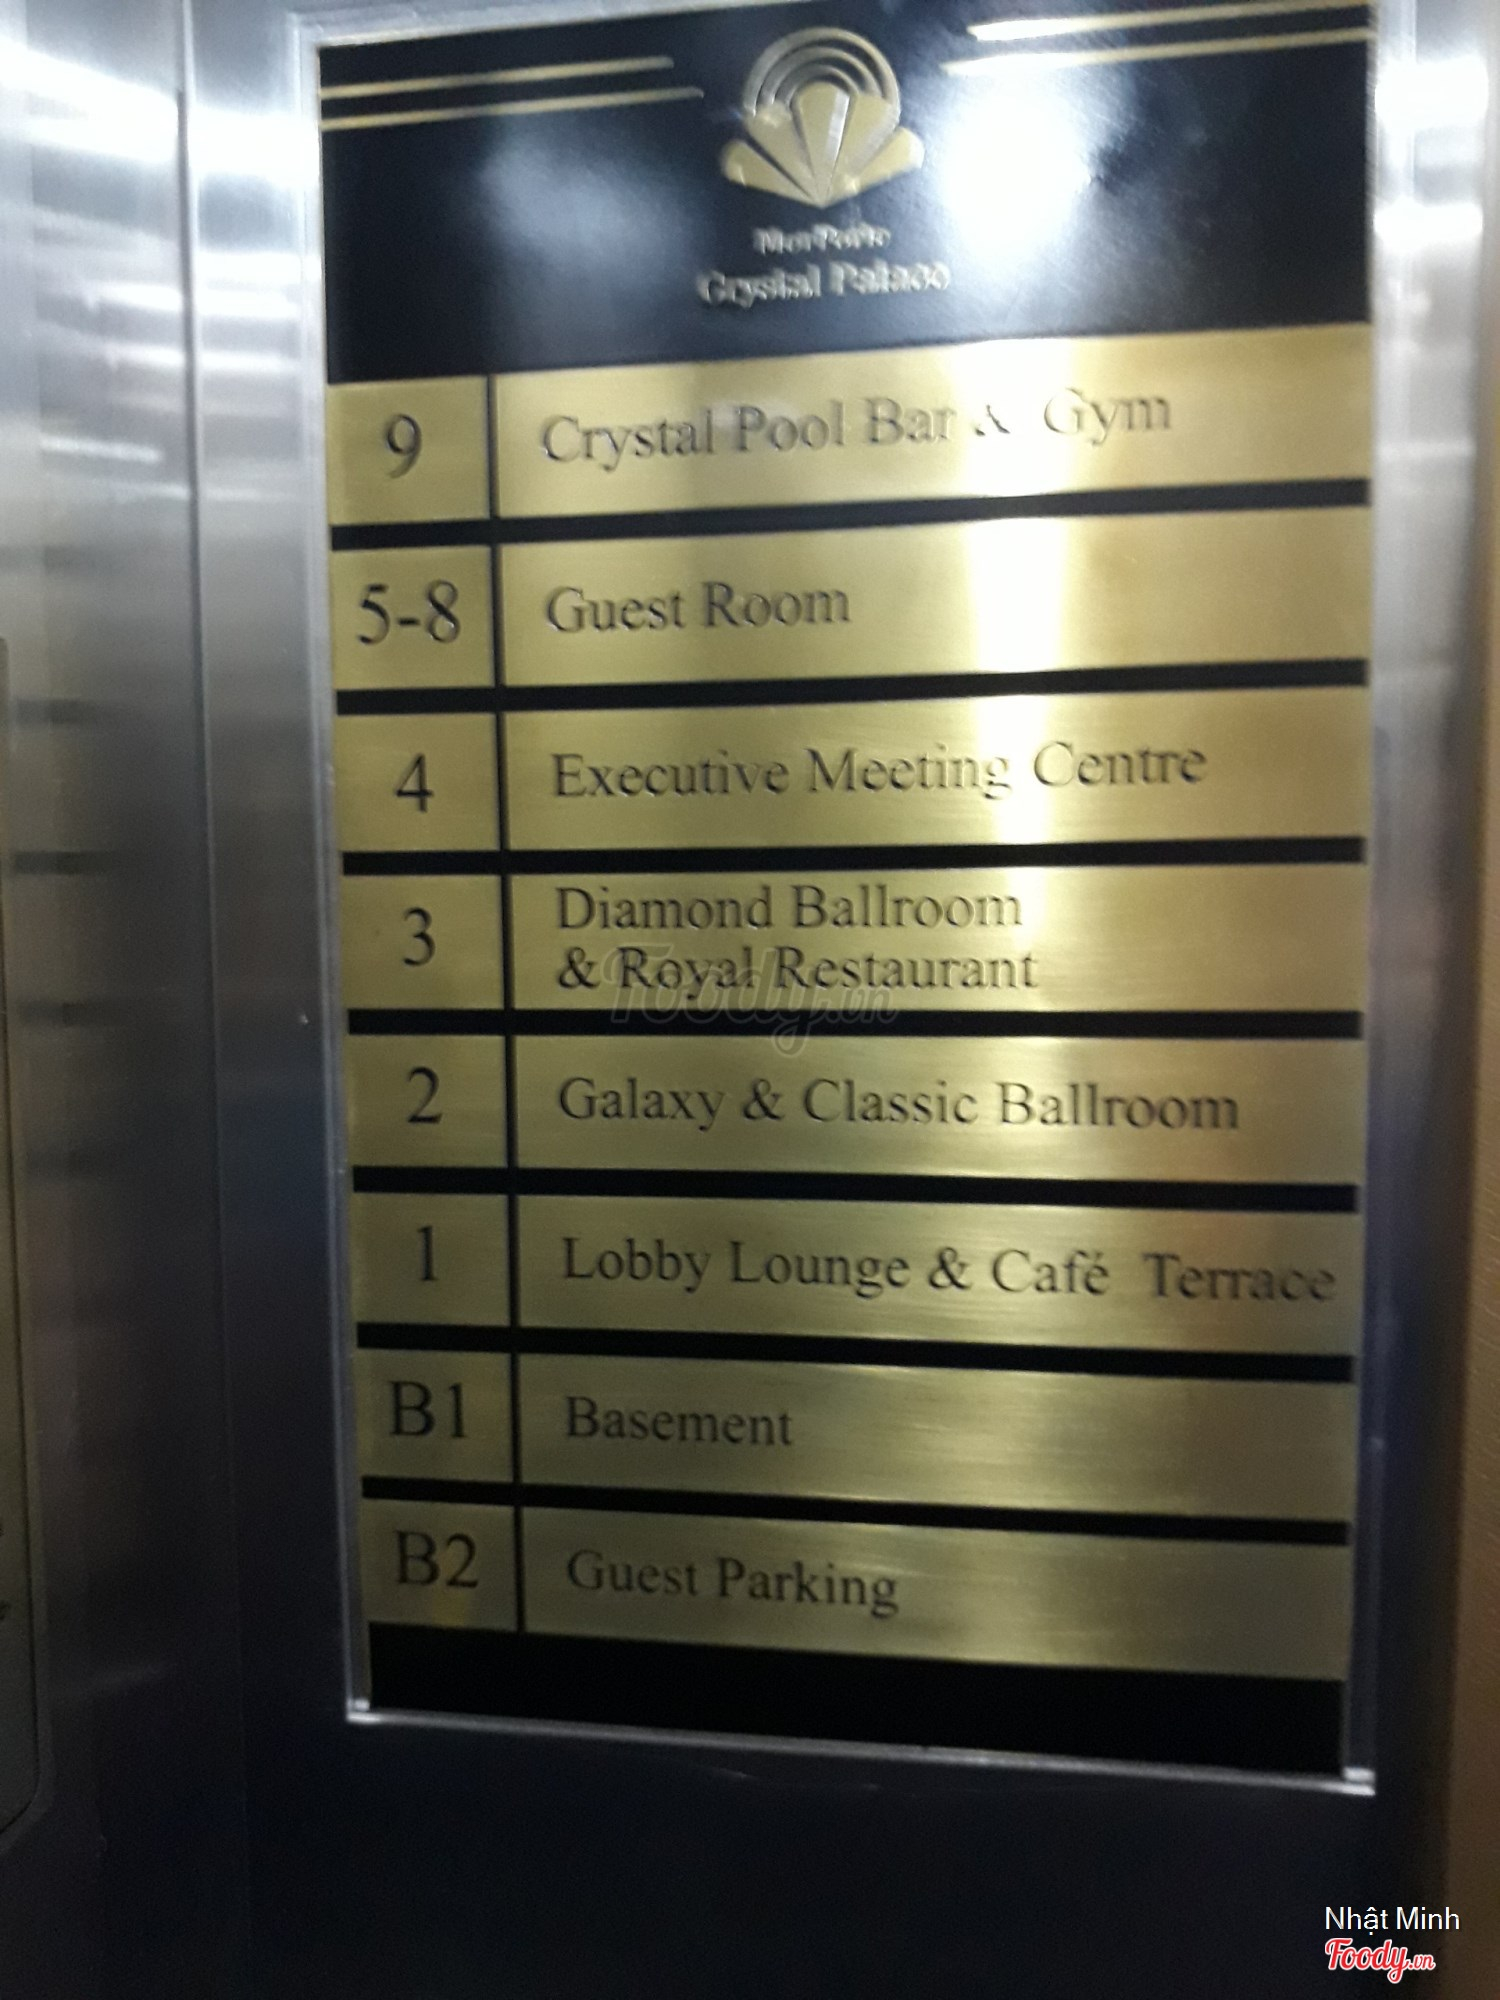 Crystal Palace
9 Crystal Pool Bar & Gym
5-8 Guest Room
4 Executive Meeting Centre
3 Diamond Ballroom
& Royal Restaurant
2 Galaxy & Classic Ballroom
1 Lobby Lounge & Café Terrace
B1 Basement
B2 Guest Parking
Foody.vn
Nhật Minh
Foody.vn